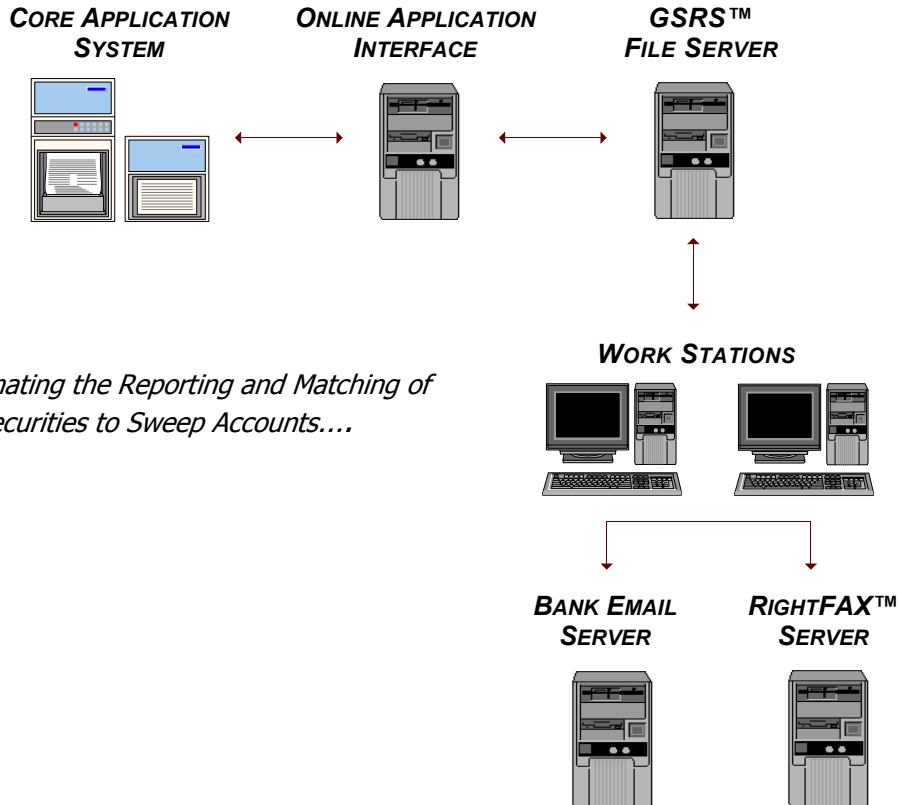 CORE APPLICATION
SYSTEM
ONLINE APPLICATION
INTERFACE
GSRS™
FILE SERVER
WORK STATIONS
nating the Reporting and Matching of
ecurities to Sweep Accounts....
BANK EMAIL
SERVER
RIGHTFAX™
SERVER